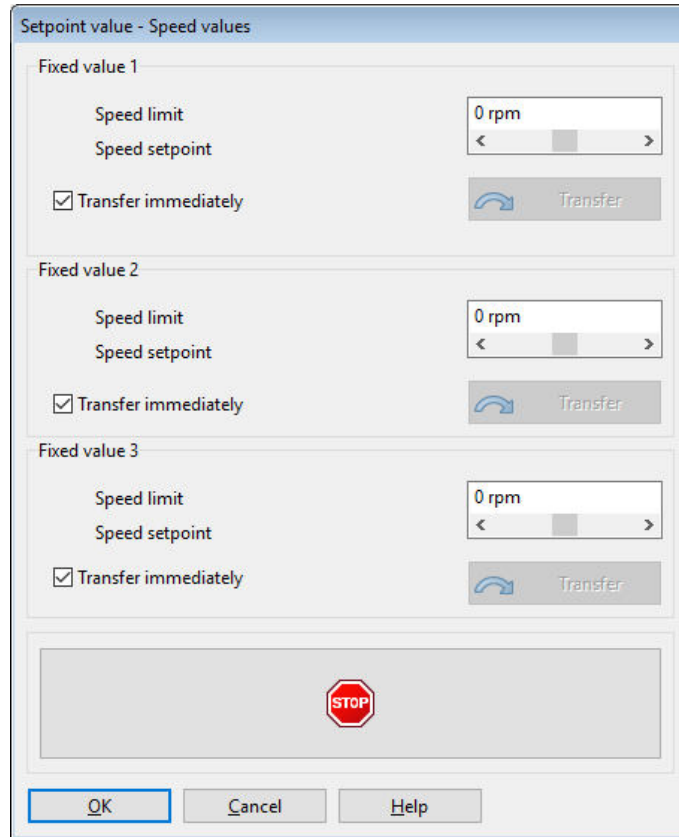 Setpoint value - Speed values
Fixed value 1
Speed limit
0 rpm
Speed setpoint
Transfer immediately
Transfer
Fixed value 2
Speed limit
0 rpm
Speed setpoint
Transfer immediately
Transfer
Fixed value 3
Speed limit
0 rpm
Speed setpoint
Transfer immediately
Transfer
STOP
OK
Cancel
Help